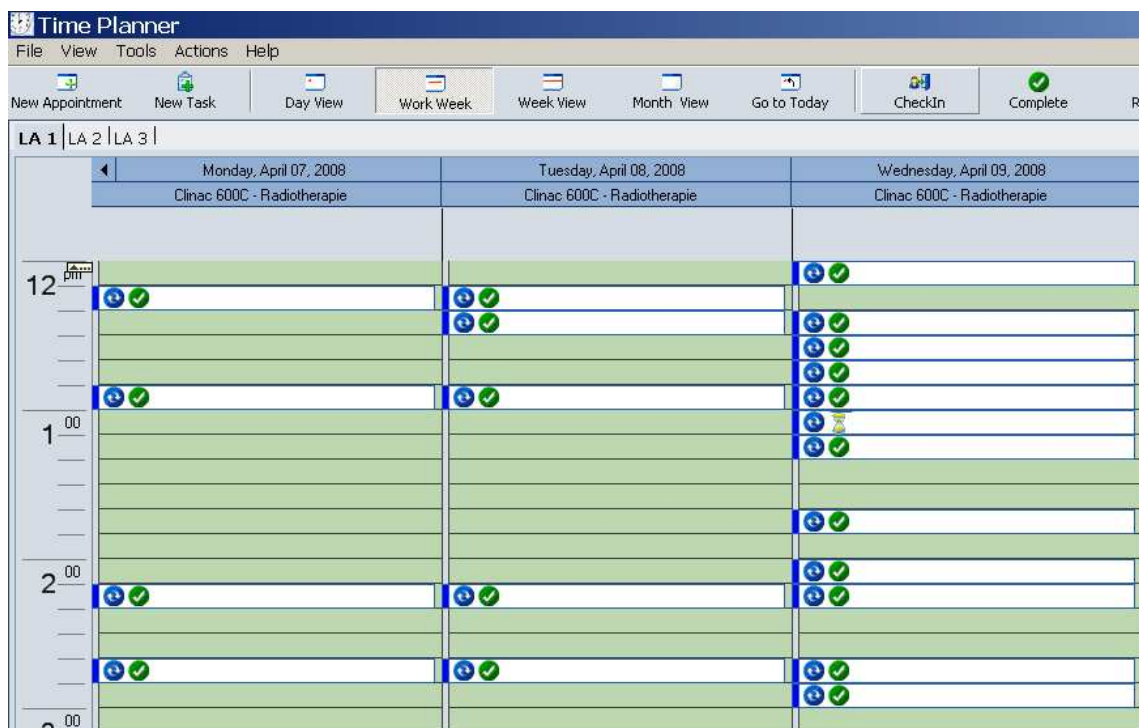 Time Planner
File View Tools Actions Help
New Appointment New Task Day View Work Week Week View Month View Go to Today CheckIn Complete R
LA 1 LA 2 LA 3
Monday, April 07, 2008 Tuesday, April 08, 2008 Wednesday, April 09, 2008
Clinac 600C - Radiotherapie Clinac 600C - Radiotherapie Clinac 600C - Radiotherapie
12 pm
1 00
2 00
00